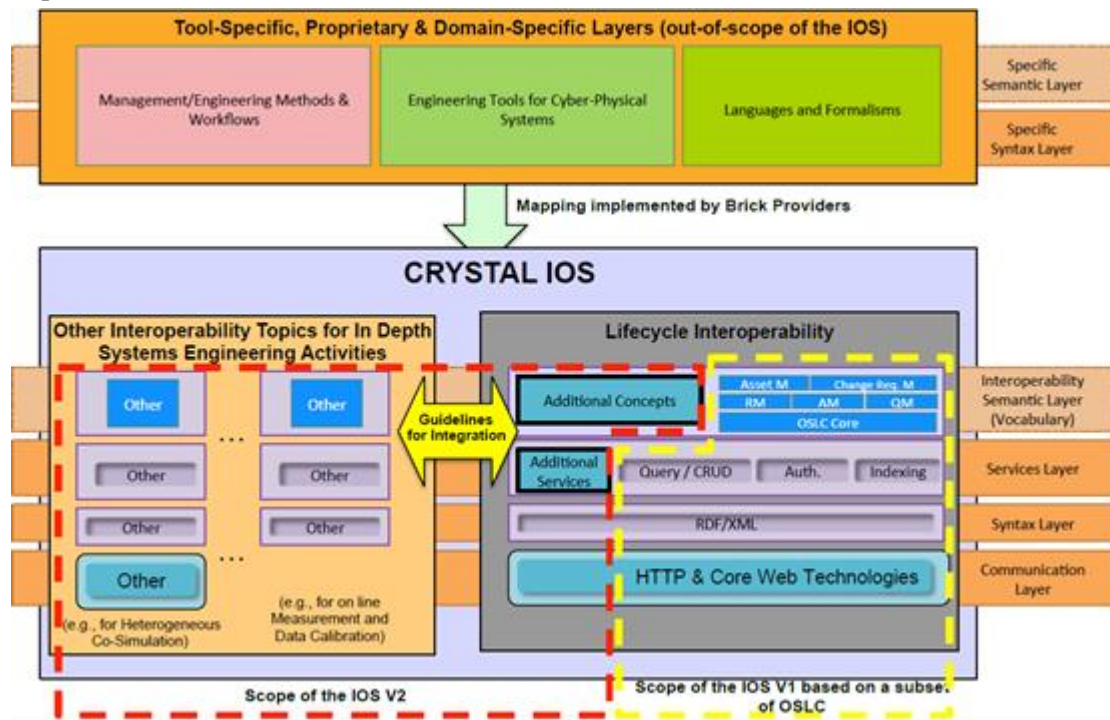 Tool-Specific, Proprietary & Domain-Specific Layers (out-of-scope of the IOS)
Management/Engineering Methods &
Workflows
Engineering Tools for Cyber-Physical
Systems
Languages and Formalisms
Specific
Semantic Layer
Specific
Syntax Layer
Mapping implemented by Brick Providers
CRYSTAL IOS
Other Interoperability Topics for In Depth
Systems Engineering Activities
Lifecycle Interoperability
Other
...
Other
Guidelines
for Integration
Additional Concepts
Asset M
Change Req. M
RM
AM
QM
OSLC Core
Interoperability
Semantic Layer
(Vocabulary)
Other
Other
Additional
Services
Query / CRUD
Auth.
Indexing
Services Layer
Other
Other
RDF/XML
Syntax Layer
Other
...
HTTP & Core Web Technologies
Communication
Layer
(e.g., for Heterogeneous
Co-Simulation)
(e.g., for on line
Measurement and
Data Calibration)
Scope of the IOS V2
Scope of the IOS V1 based on a subset
of OSLC